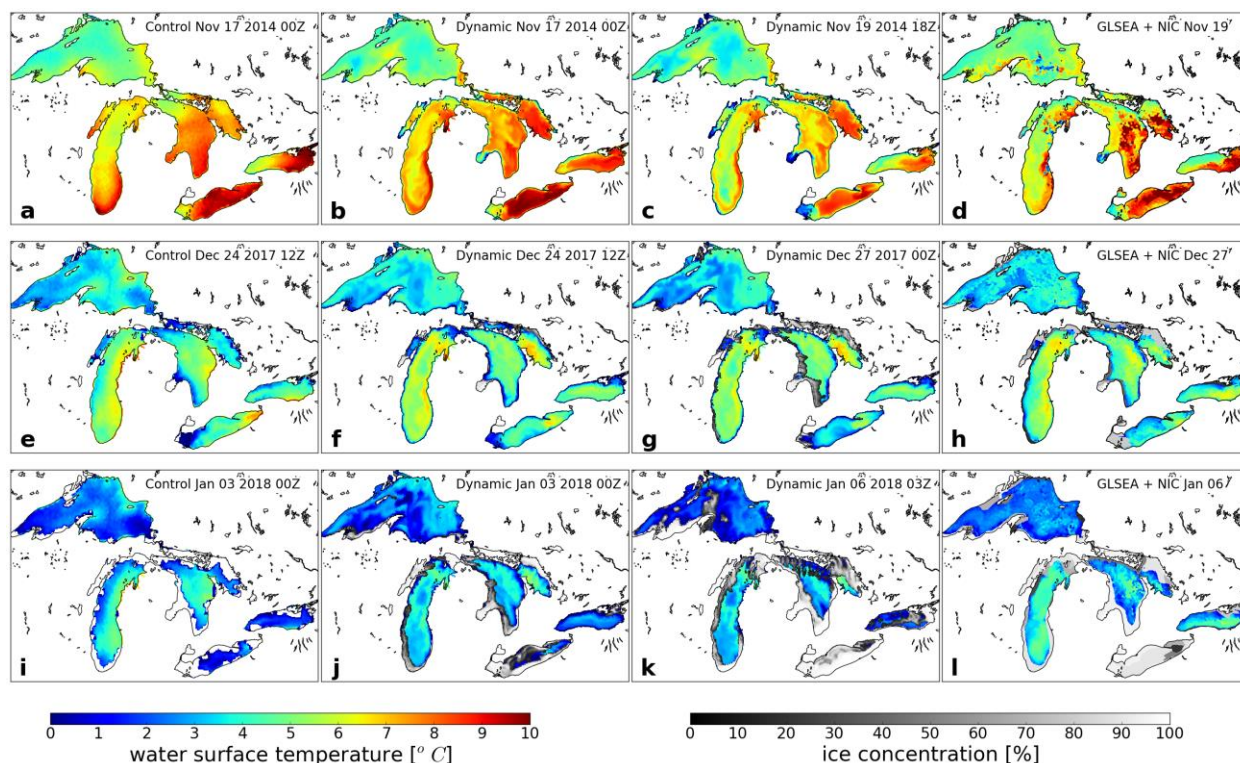 Control Nov 17 2014 00Z
a
Dynamic Nov 17 2014 00Z
b
Dynamic Nov 19 2014 18Z
c
GLSEA + NIC Nov 19
d
Control Dec 24 2017 12Z
e
Dynamic Dec 24 2017 12Z
f
Dynamic Dec 27 2017 00Z
g
GLSEA + NIC Dec 27
h
Control Jan 03 2018 00Z
i
Dynamic Jan 03 2018 00Z
j
Dynamic Jan 06 2018 03Z
k
GLSEA + NIC Jan 06
l
0 1 2 3 4 5 6 7 8 9 10
water surface temperature [° C]
0 10 20 30 40 50 60 70 80 90 100
ice concentration [%]